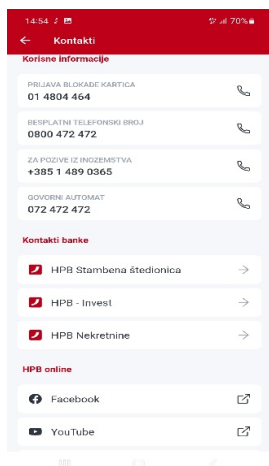 14:54
70%
Kontakti
Korisne informacije
PRIJAVA BLOKADE KARTICA
01 4804 464
BESPLATNI TELEFONSKI BROJ
0800 472 472
ZA POZIVE IZ INOZEMSTVA
+385 1 489 0365
GOVORNI AUTOMAT
072 472 472
Kontakti banke
HPB Stambena štedionica
HPB - Invest
HPB Nekretnine
HPB online
Facebook
YouTube